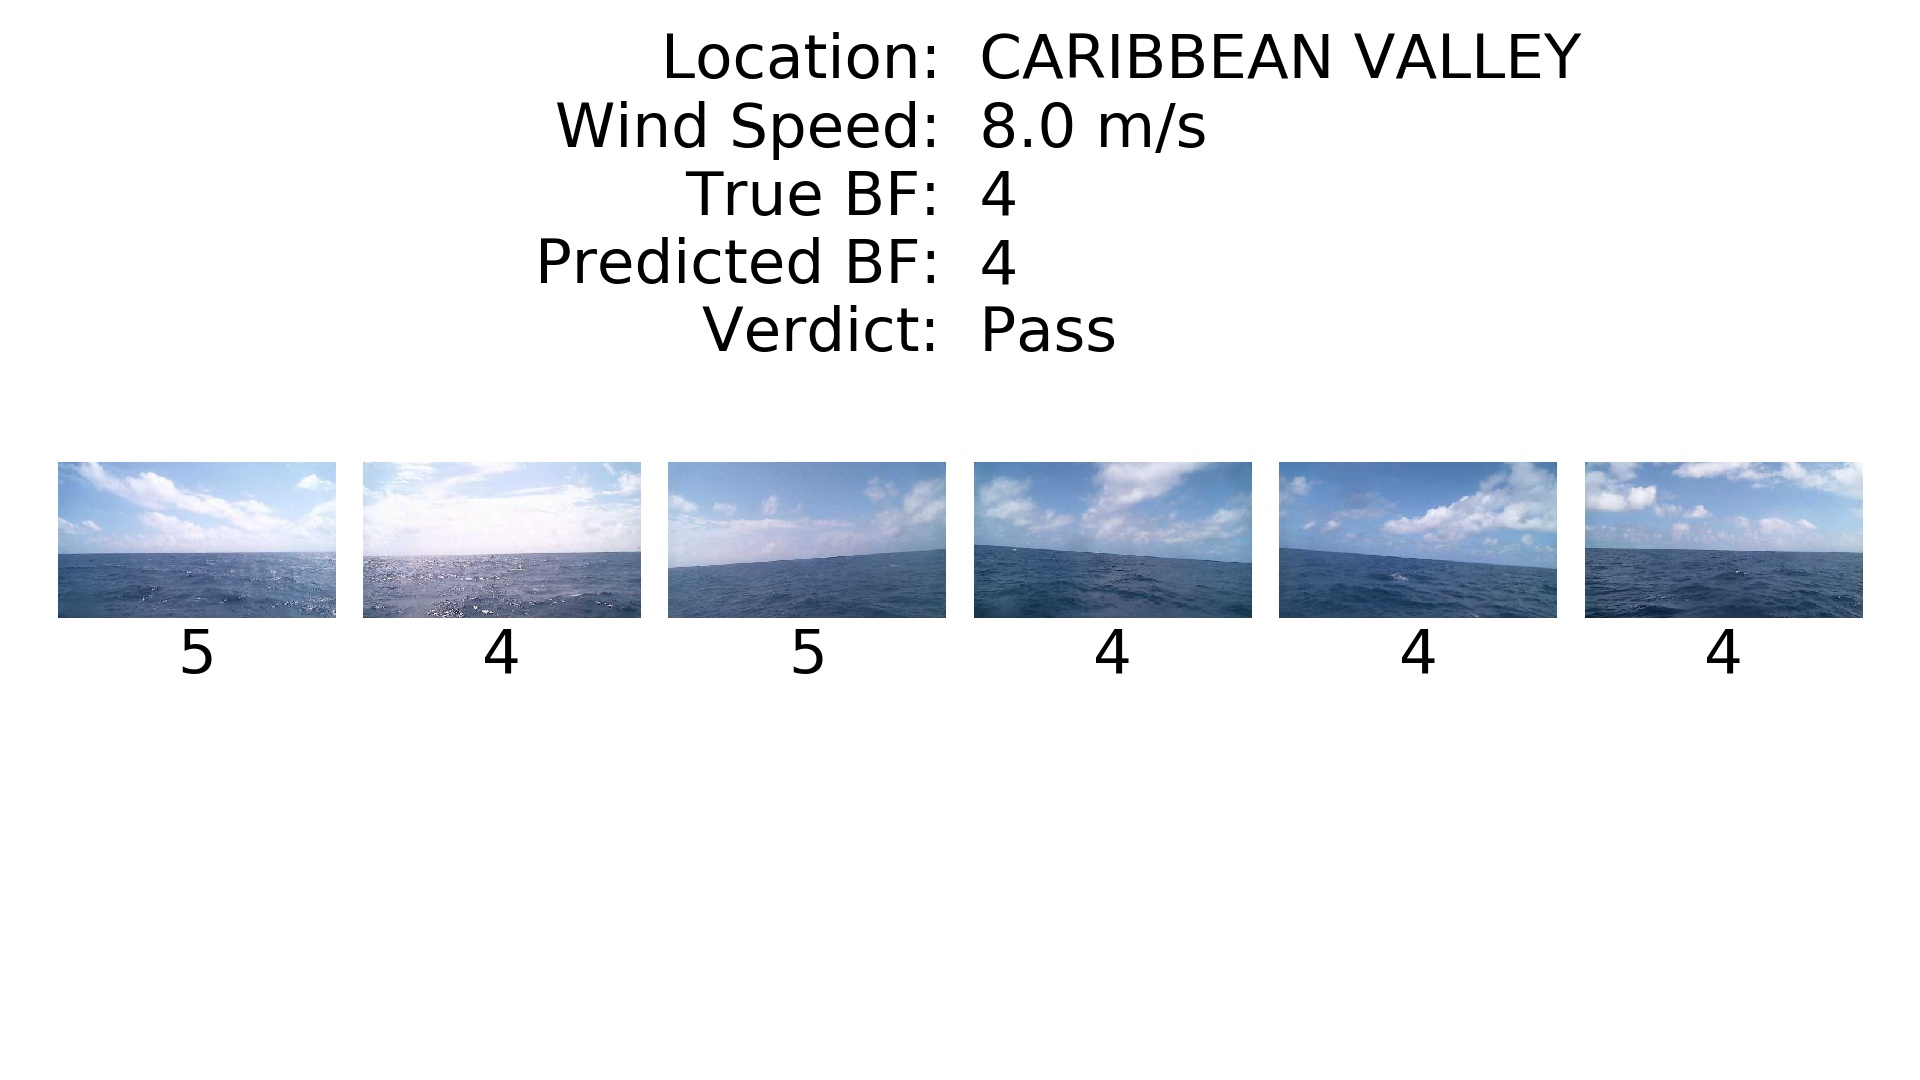 Location: CARIBBEAN VALLEY
Wind Speed: 8.0 m/s
True BF: 4
Predicted BF: 4
Verdict: Pass
5 4 5 4 4 4